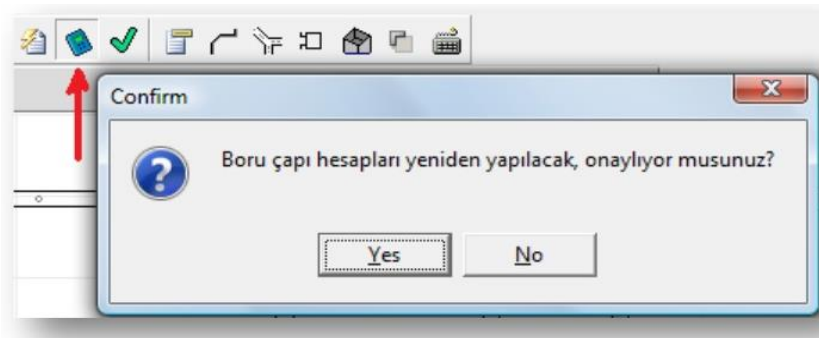 Confirm
Boru çapı hesapları yeniden yapılacak, onaylıyor musunuz?
Yes
No